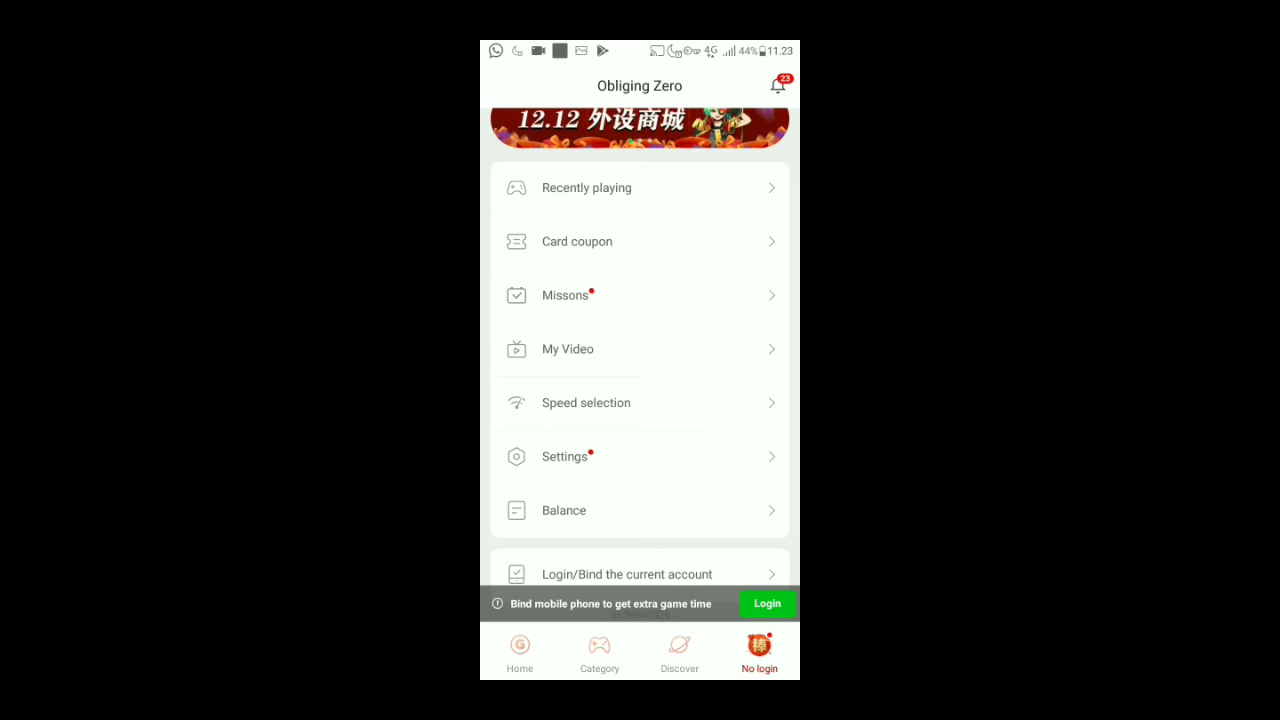 4G 44% 11.23
Obliging Zero
23
12.12 外设商城
Recently playing
Card coupon
Missons
My Video
Speed selection
Settings
Balance
Login/Bind the current account
Bind mobile phone to get extra game time
Login
G
棒
Home
Category
Discover
No login